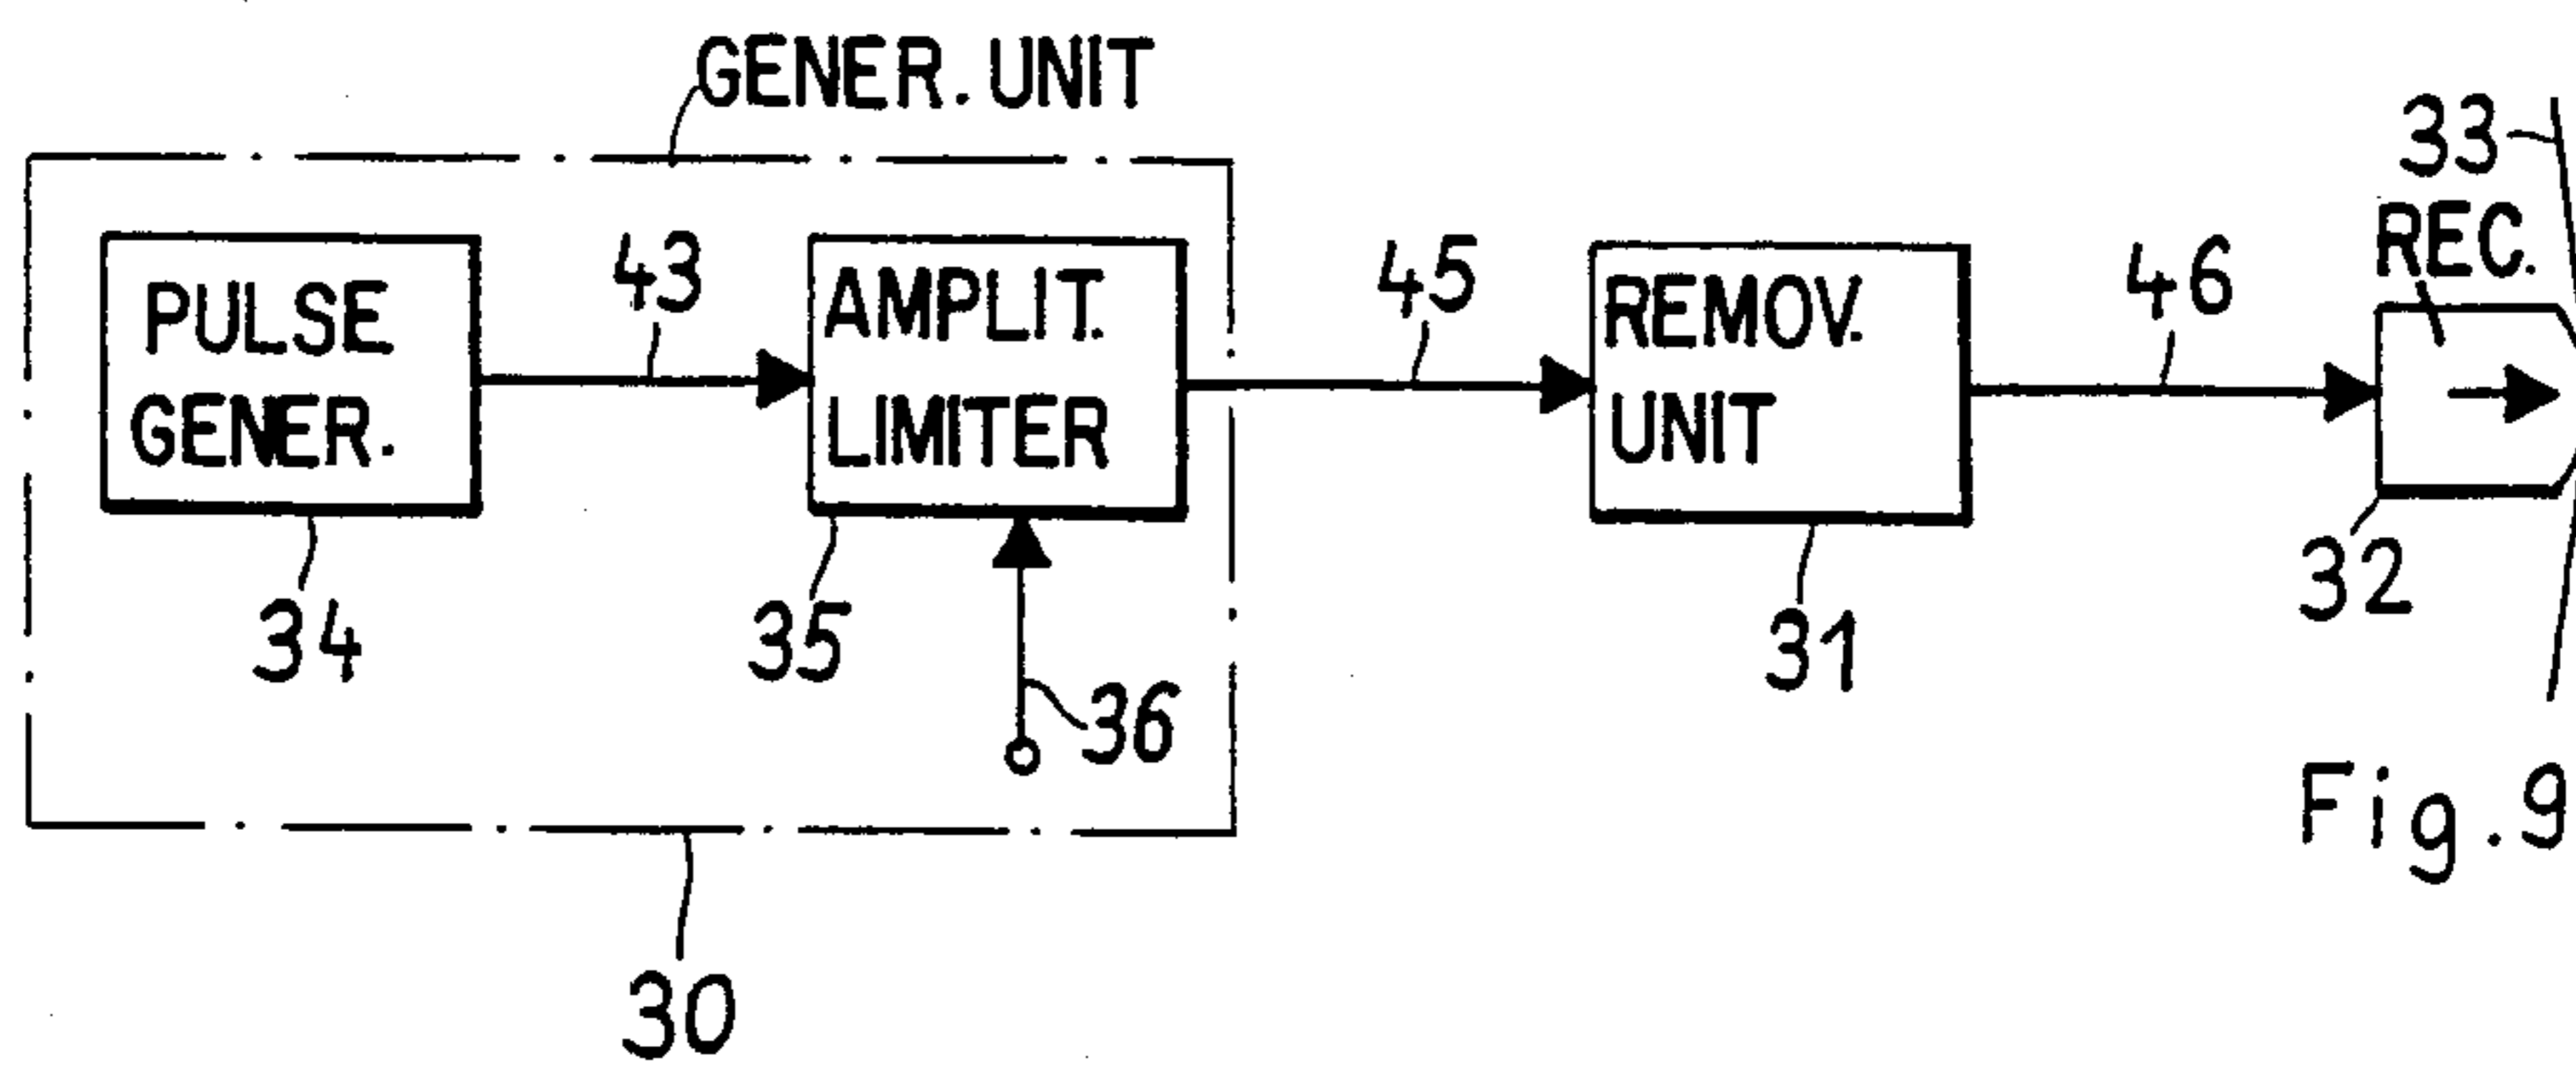 GENER. UNIT
PULSE
GENER.
34
43
AMPLIT.
LIMITER
35
36
30
45
REMOV.
UNIT
31
46
33
REC.
32
Fig. 9